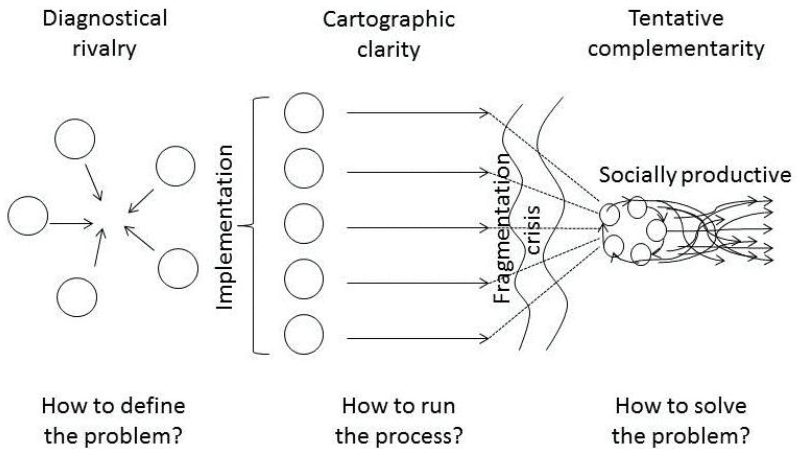 Diagnostical
rivalry
Cartographic
clarity
Tentative
complementarity
Implementation
Fragmentation
crisis
Socially productive
How to define
the problem?
How to run
the process?
How to solve
the problem?